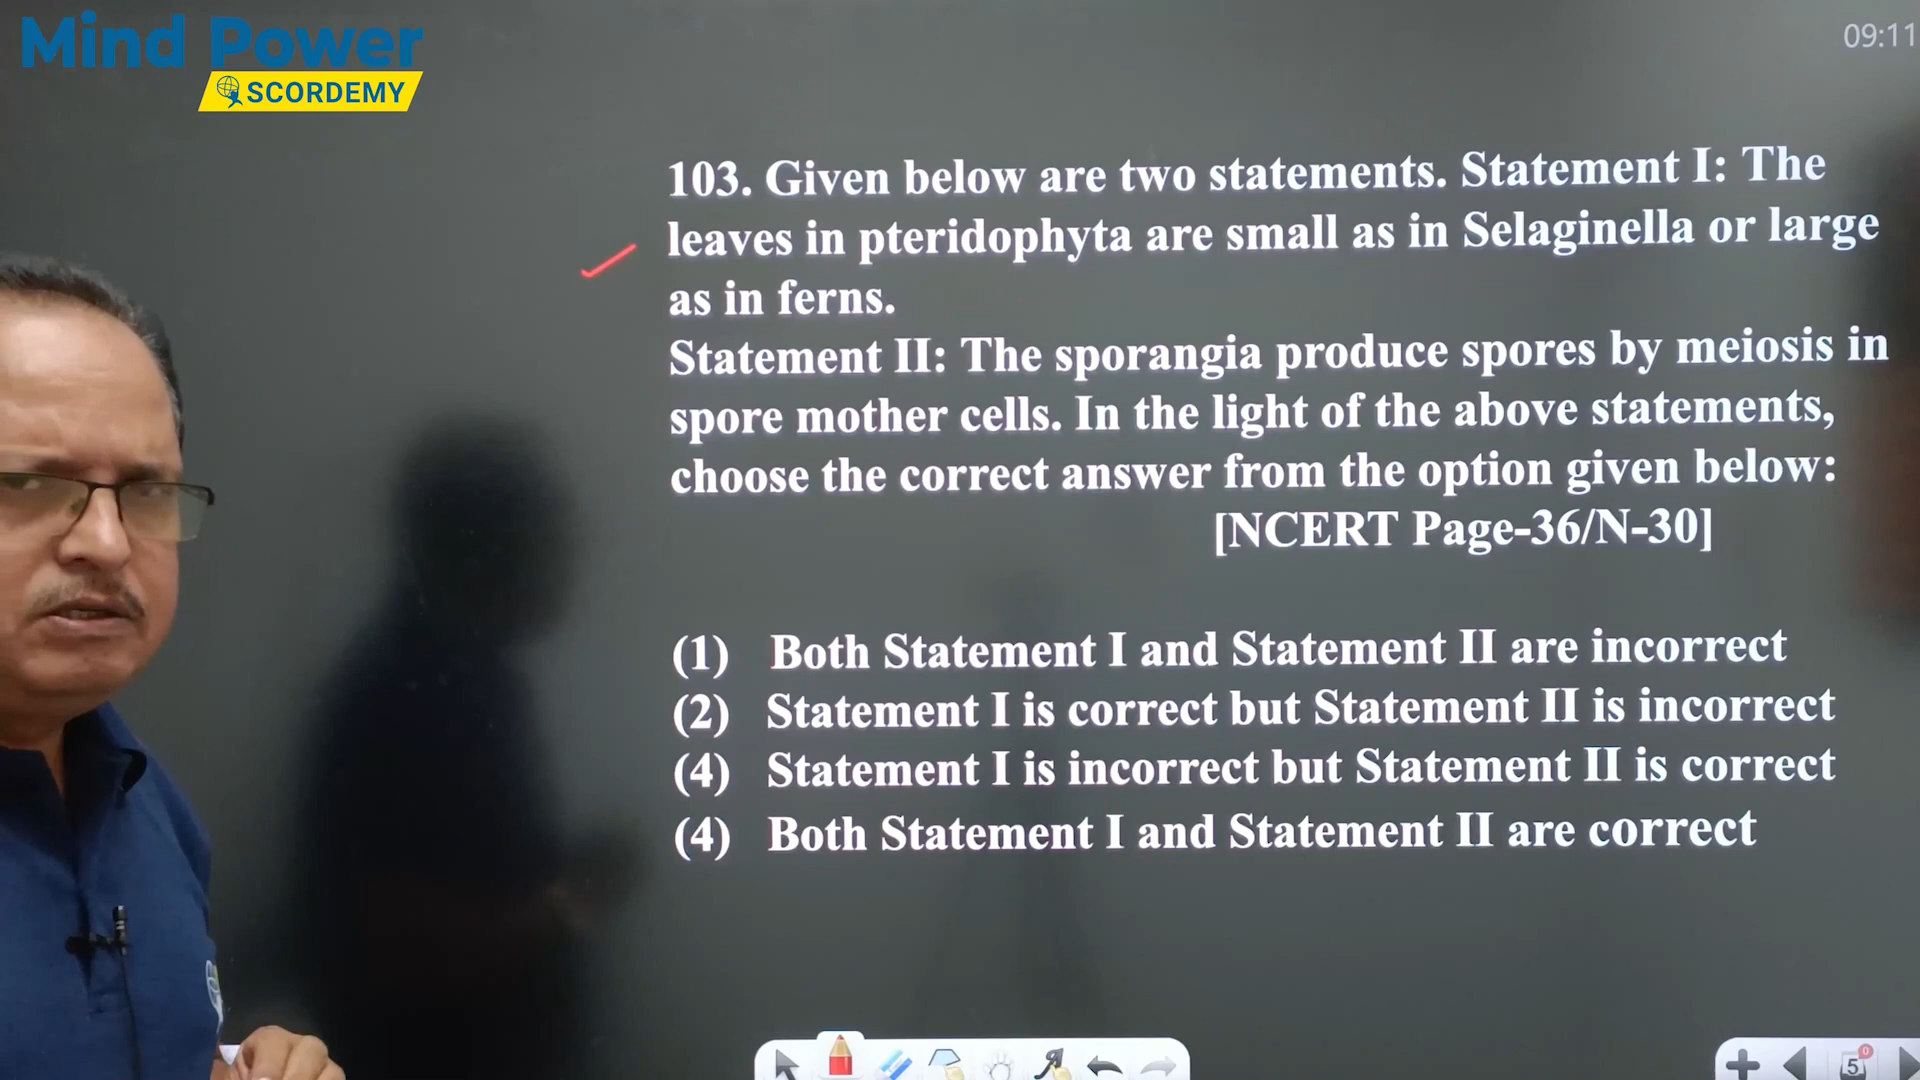 Mind Power
SCORDEMY
09:11
103. Given below are two statements. Statement I: The
leaves in pteridophyta are small as in Selaginella or large
as in ferns.
Statement II: The sporangia produce spores by meiosis in
spore mother cells. In the light of the above statements,
choose the correct answer from the option given below:
[NCERT Page-36/N-30]
(1) Both Statement I and Statement II are incorrect
(2) Statement I is correct but Statement II is incorrect
(4) Statement I is incorrect but Statement II is correct
(4) Both Statement I and Statement II are correct
5
0